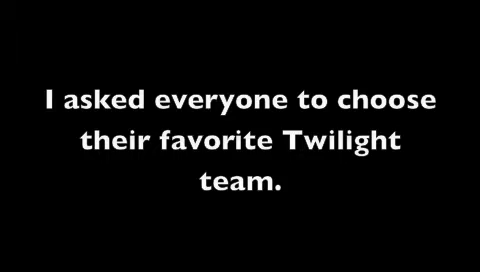 I asked everyone to choose
their favorite Twilight
team.